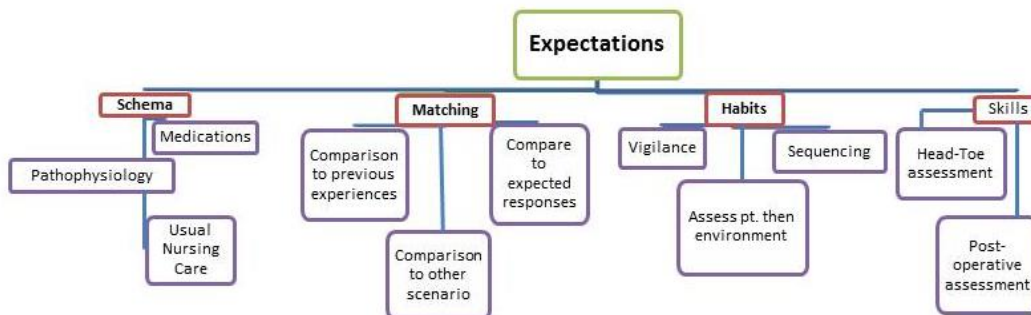 Expectations
Schema
Matching
Habits
Skills
Medications
Pathophysiology
Usual
Nursing
Care
Comparison
to previous
experiences
Compare
to
expected
responses
Comparison
to other
scenario
Vigilance
Sequencing
Assess pt. then
environment
Head-Toe
assessment
Post-
operative
assessment